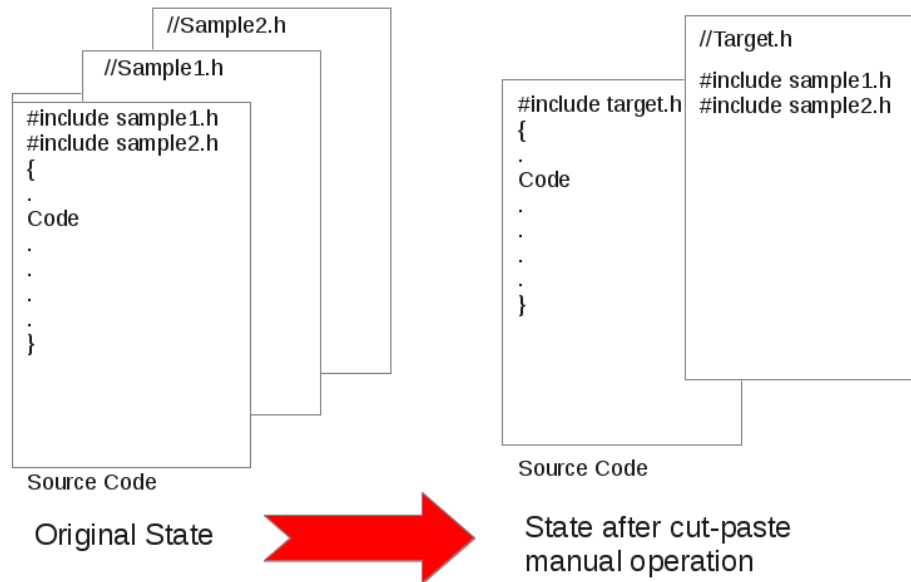 //Sample2.h
//Sample1.h
#include sample1.h
#include sample2.h
{
.
Code
.
.
.
.
}
Source Code
Original State
//Target.h
#include sample1.h
#include sample2.h
#include target.h
{
.
Code
.
.
.
.
}
Source Code
State after cut-paste
manual operation